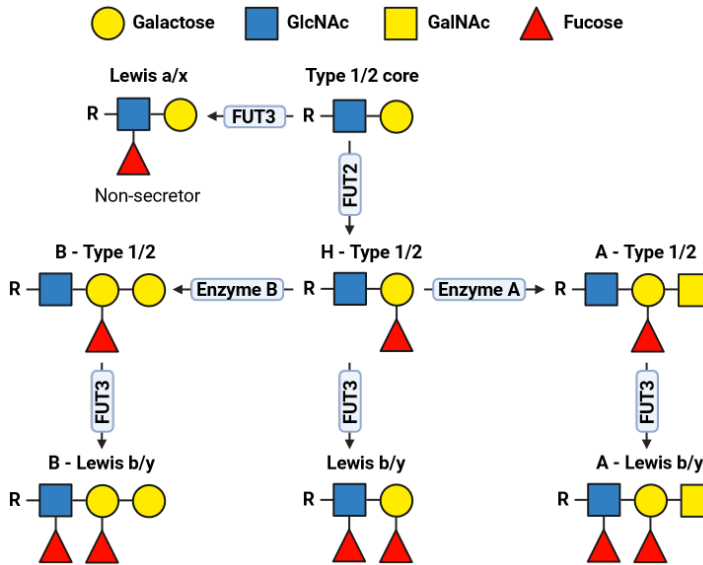 Galactose GlcNAc GalNAc Fucose
Lewis a/x Type 1/2 core
R FUT3 R
Non-secretor
FUT2
B - Type 1/2 H - Type 1/2 A - Type 1/2
R Enzyme B R Enzyme A R
FUT3 FUT3 FUT3
B - Lewis b/y Lewis b/y A - Lewis b/y
R R R